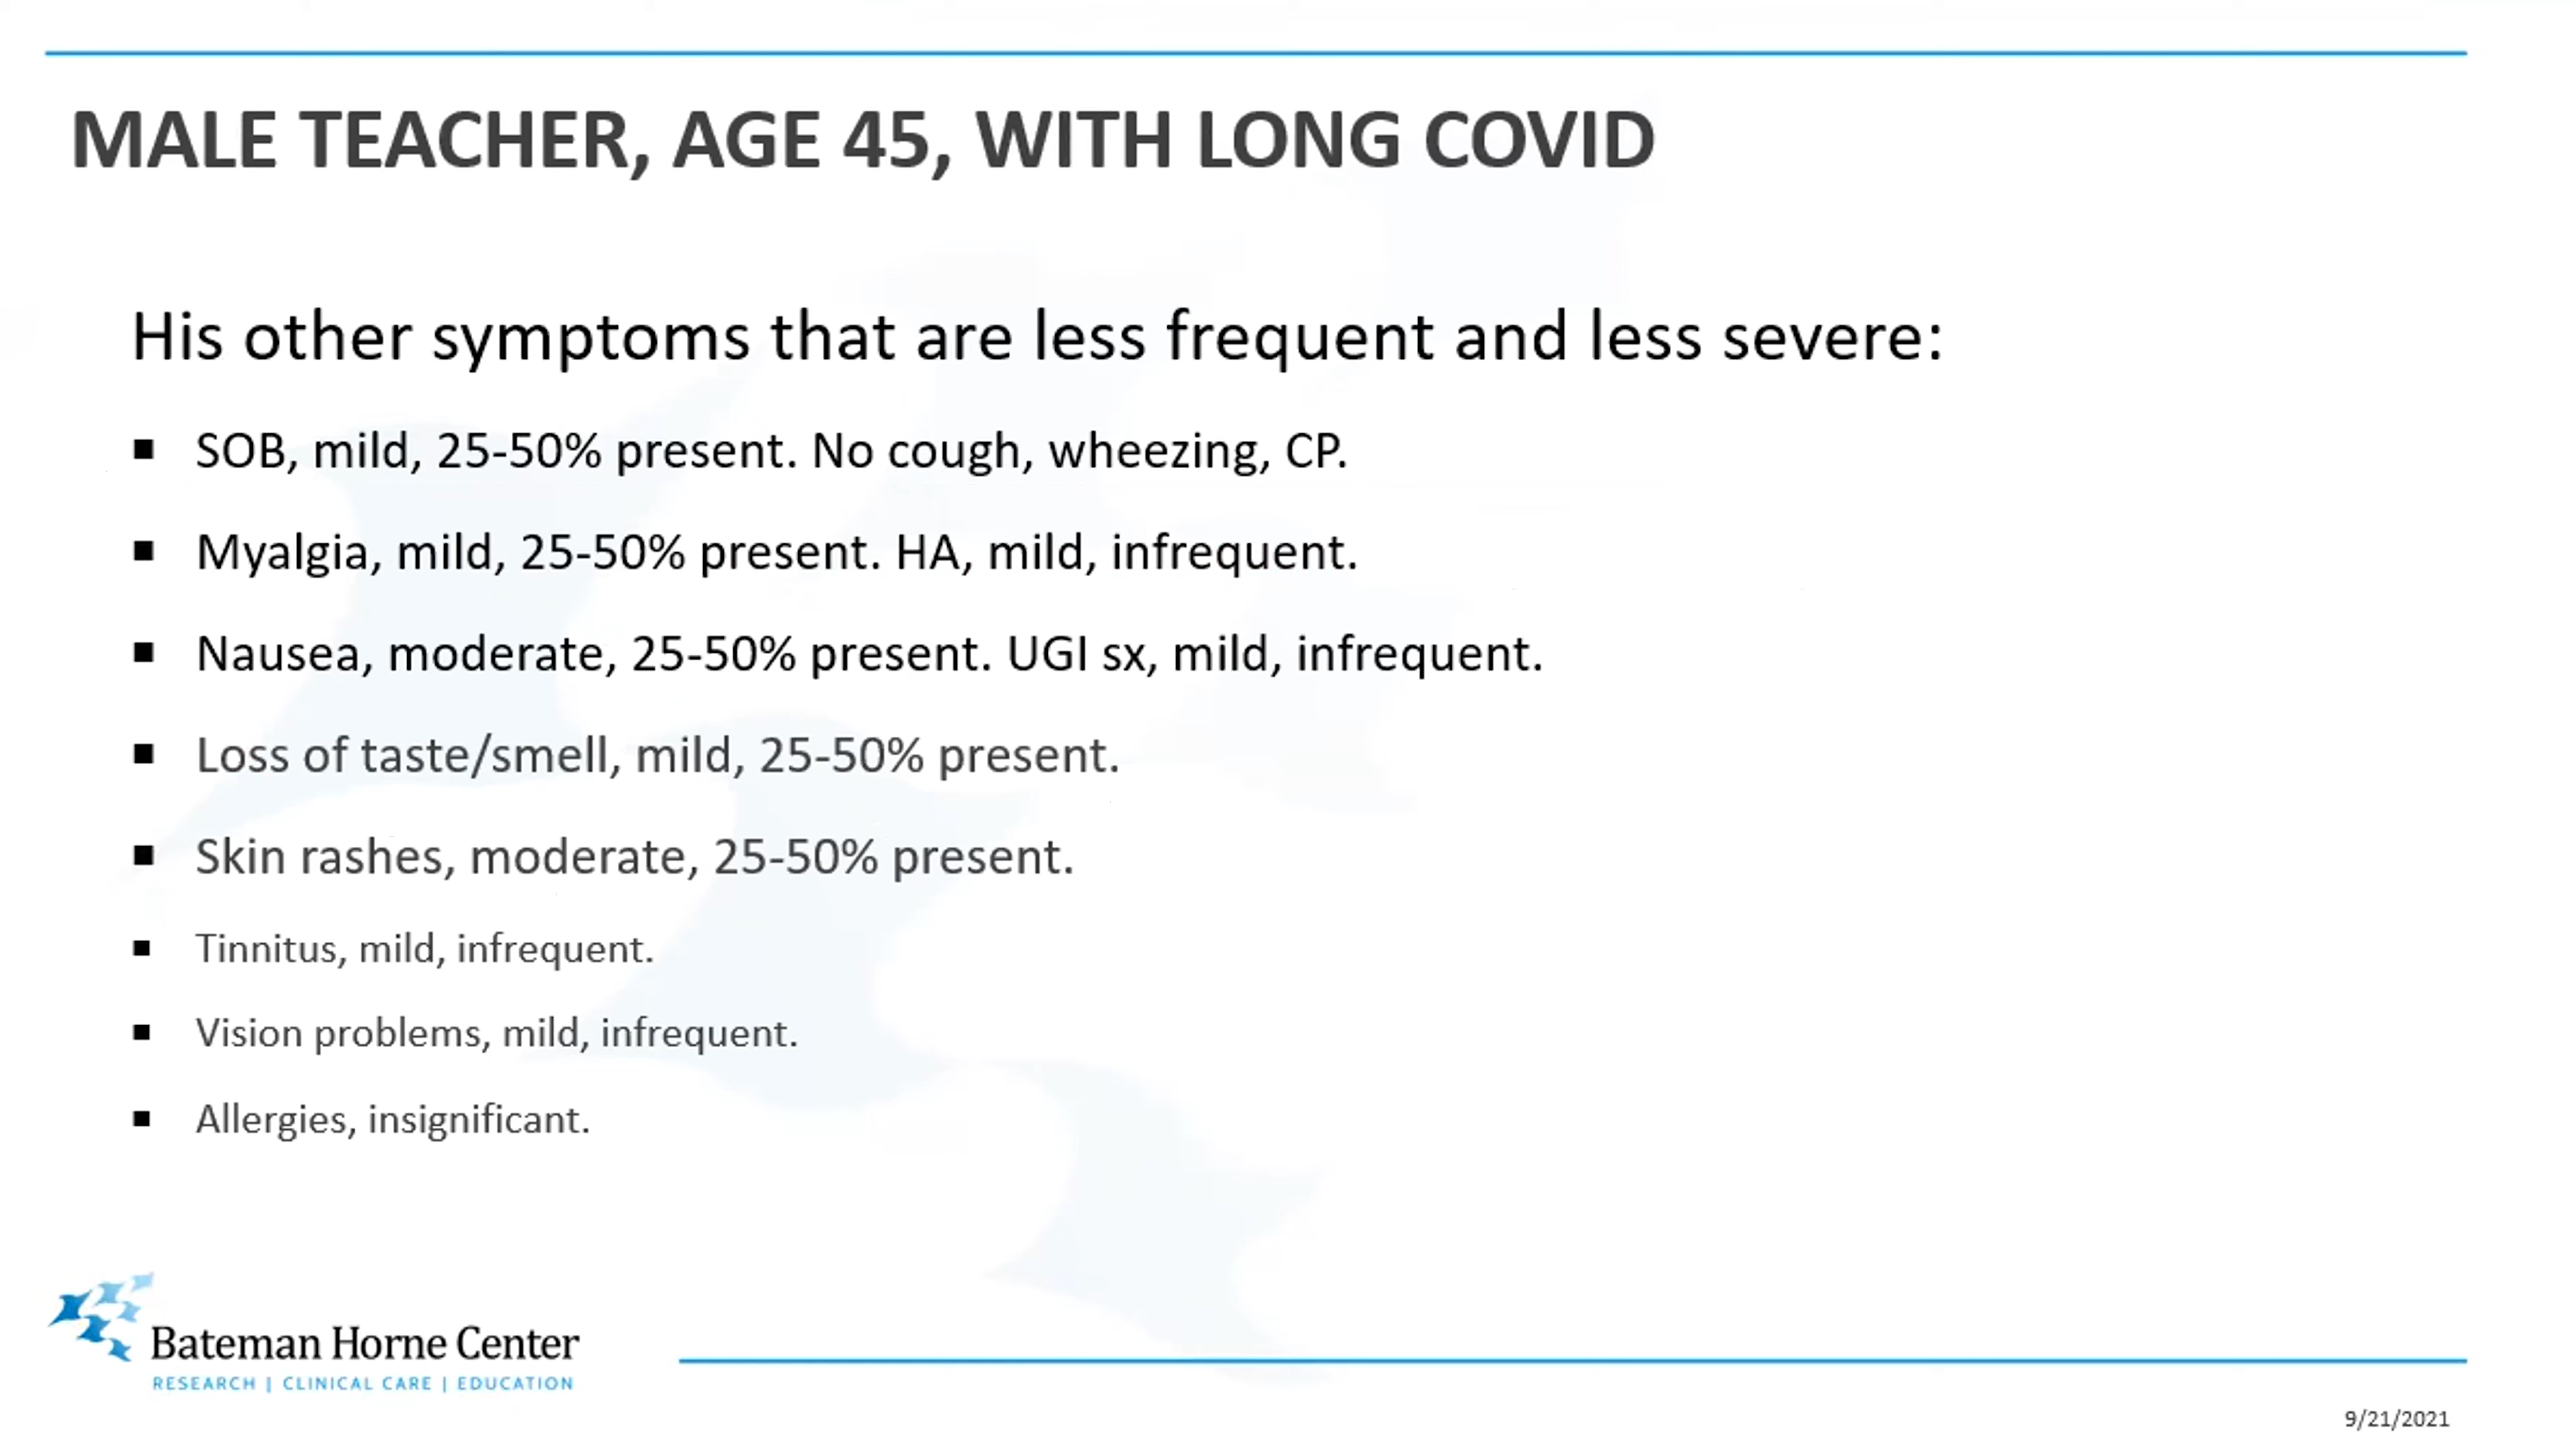 MALE TEACHER, AGE 45, WITH LONG COVID
His other symptoms that are less frequent and less severe:
▪ SOB, mild, 25-50% present. No cough, wheezing, CP.
▪ Myalgia, mild, 25-50% present. HA, mild, infrequent.
▪ Nausea, moderate, 25-50% present. UGI sx, mild, infrequent.
▪ Loss of taste/smell, mild, 25-50% present.
▪ Skin rashes, moderate, 25-50% present.
▪ Tinnitus, mild, infrequent.
▪ Vision problems, mild, infrequent.
▪ Allergies, insignificant.
Bateman Horne Center
RESEARCH | CLINICAL CARE | EDUCATION
9/21/2021